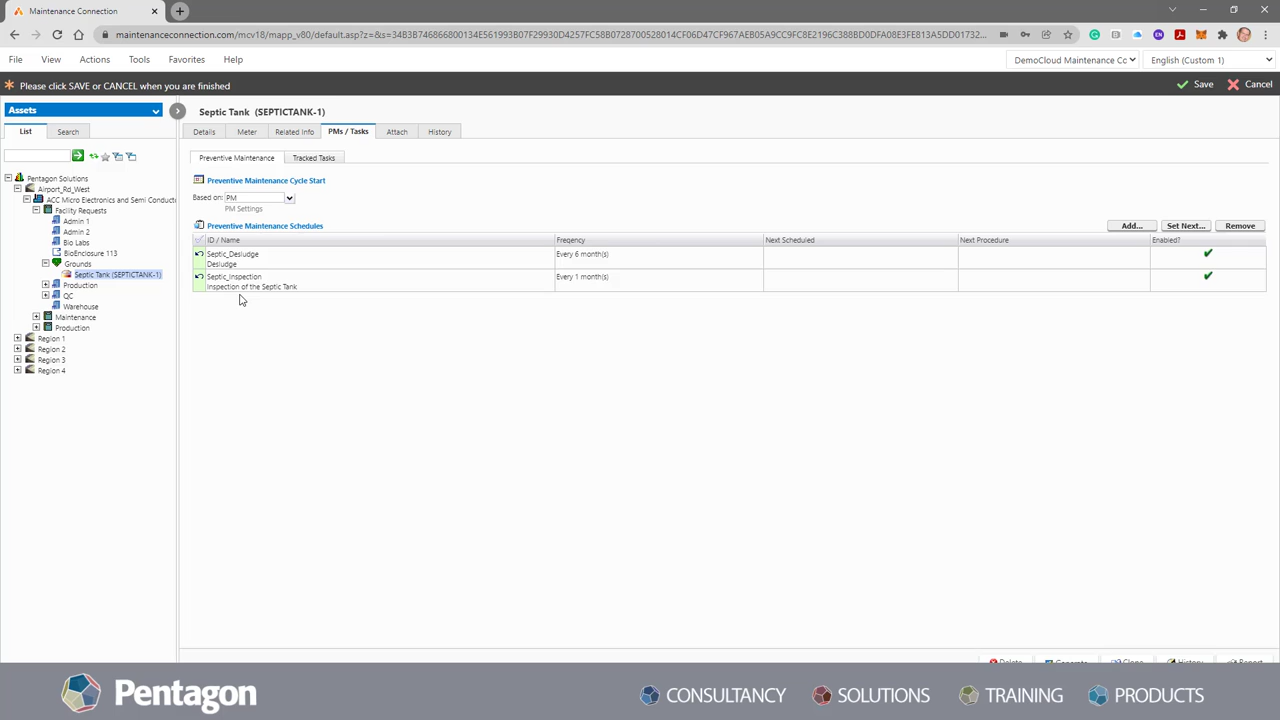 Maintenance Connection
maintenanceconnection.com/mcv18/mapp_v80/default.asp?z=&s=34B3B746866800134E561993B05F29930D4257FC58B0728700528014CF06D47CF967AEB05A9CC9FC8E2196C388BD0DFA08E3FE813A5DD01732...
File View Actions Tools Favorites Help
DemoCloud Maintenance Cc
English (Custom 1)
Please click SAVE or CANCEL when you are finished
Save
Cancel
Assets
List
Search
Pentagon Solutions
Airport_Rd_West
ACC Micro Electronics and Semi Conducto
Facility Requests
Admin 1
Admin 2
Bio Labs
BioEnclosure 113
Grounds
Septic Tank (SEPTICTANK-1)
Production
QC
Warehouse
Maintenance
Production
Region 1
Region 2
Region 3
Region 4
Septic Tank (SEPTICTANK-1)
Details Meter Related Info PMs / Tasks Attach History
Preventive Maintenance Tracked Tasks
Preventive Maintenance Cycle Start
Based on: PM
PM Settings
Preventive Maintenance Schedules
Add... Set Next... Remove
ID / Name Freqency Next Scheduled Next Procedure Enabled?
Septic_Desludge Every 6 month(s)
Desludge
Septic_Inspection Every 1 month(s)
Inspection of the Septic Tank
Pentagon
CONSULTANCY SOLUTIONS TRAINING PRODUCTS